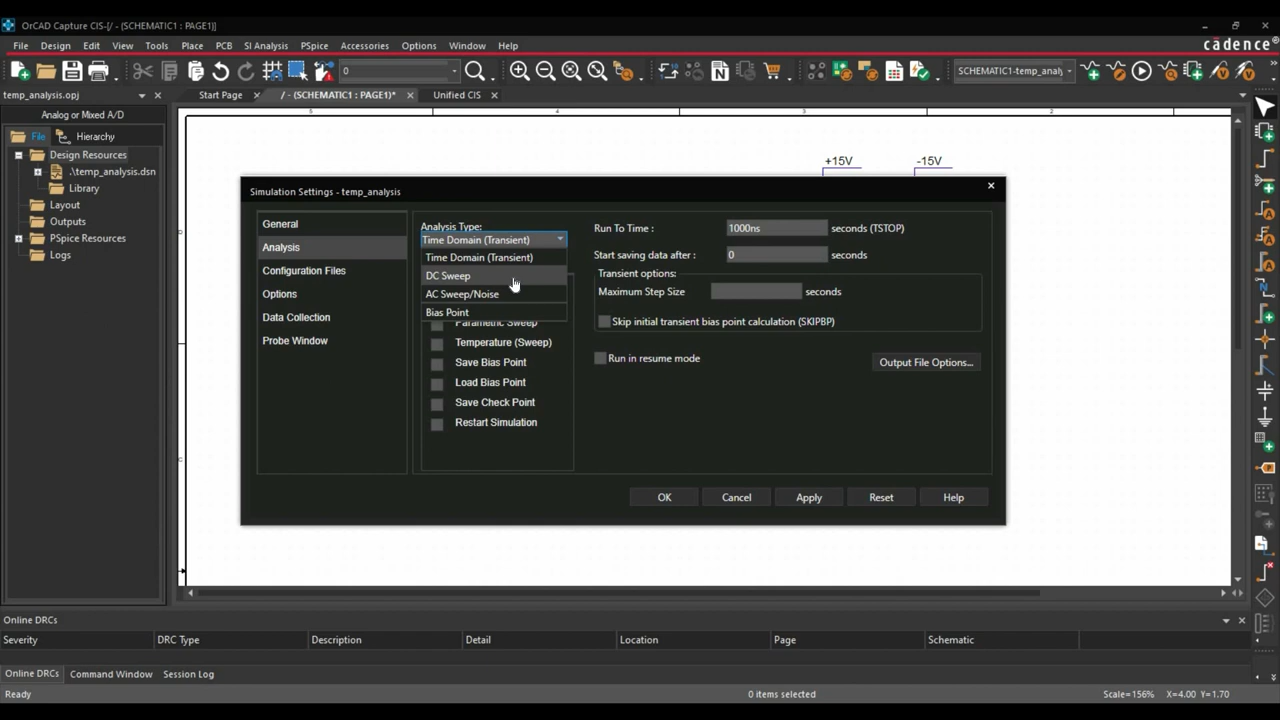 OrCAD Capture CIS-[/ - (SCHEMATIC1 : PAGE1)]
File Design Edit View Tools Place PCB SI Analysis PSpice Accessories Options Window Help
cādence
0
SCHEMATIC1-temp_analy
temp_analysis.opj
Start Page
/ - (SCHEMATIC1 : PAGE1)*
Unified CIS
Analog or Mixed A/D
File Hierarchy
Design Resources
.\temp_analysis.dsn
Library
Layout
Outputs
PSpice Resources
Logs
5 4 3 2 1
+15V -15V
Simulation Settings - temp_analysis
General
Analysis
Configuration Files
Options
Data Collection
Probe Window
Analysis Type:
Time Domain (Transient)
Time Domain (Transient)
DC Sweep
AC Sweep/Noise
Bias Point
Parametric Sweep
Temperature (Sweep)
Save Bias Point
Load Bias Point
Save Check Point
Restart Simulation
Run To Time : 1000ns seconds (TSTOP)
Start saving data after : 0 seconds
Transient options:
Maximum Step Size seconds
Skip initial transient bias point calculation (SKIPBP)
Run in resume mode
Output File Options...
OK Cancel Apply Reset Help
Online DRCs
Severity DRC Type Description Detail Location Page Schematic
Online DRCs Command Window Session Log
Ready 0 items selected Scale=156% X=4.00 Y=1.70